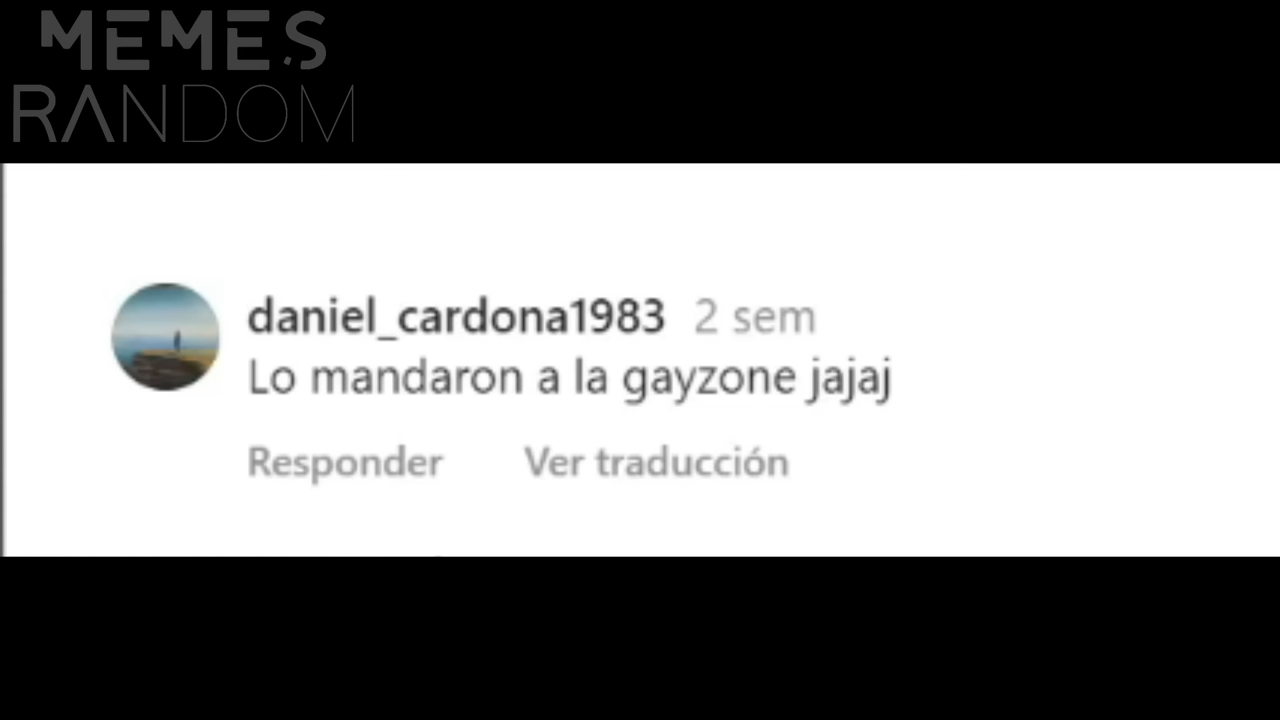 MEMES
RANDOM
daniel_cardona1983 2 sem
Lo mandaron a la gayzone jajaj
Responder Ver traducción